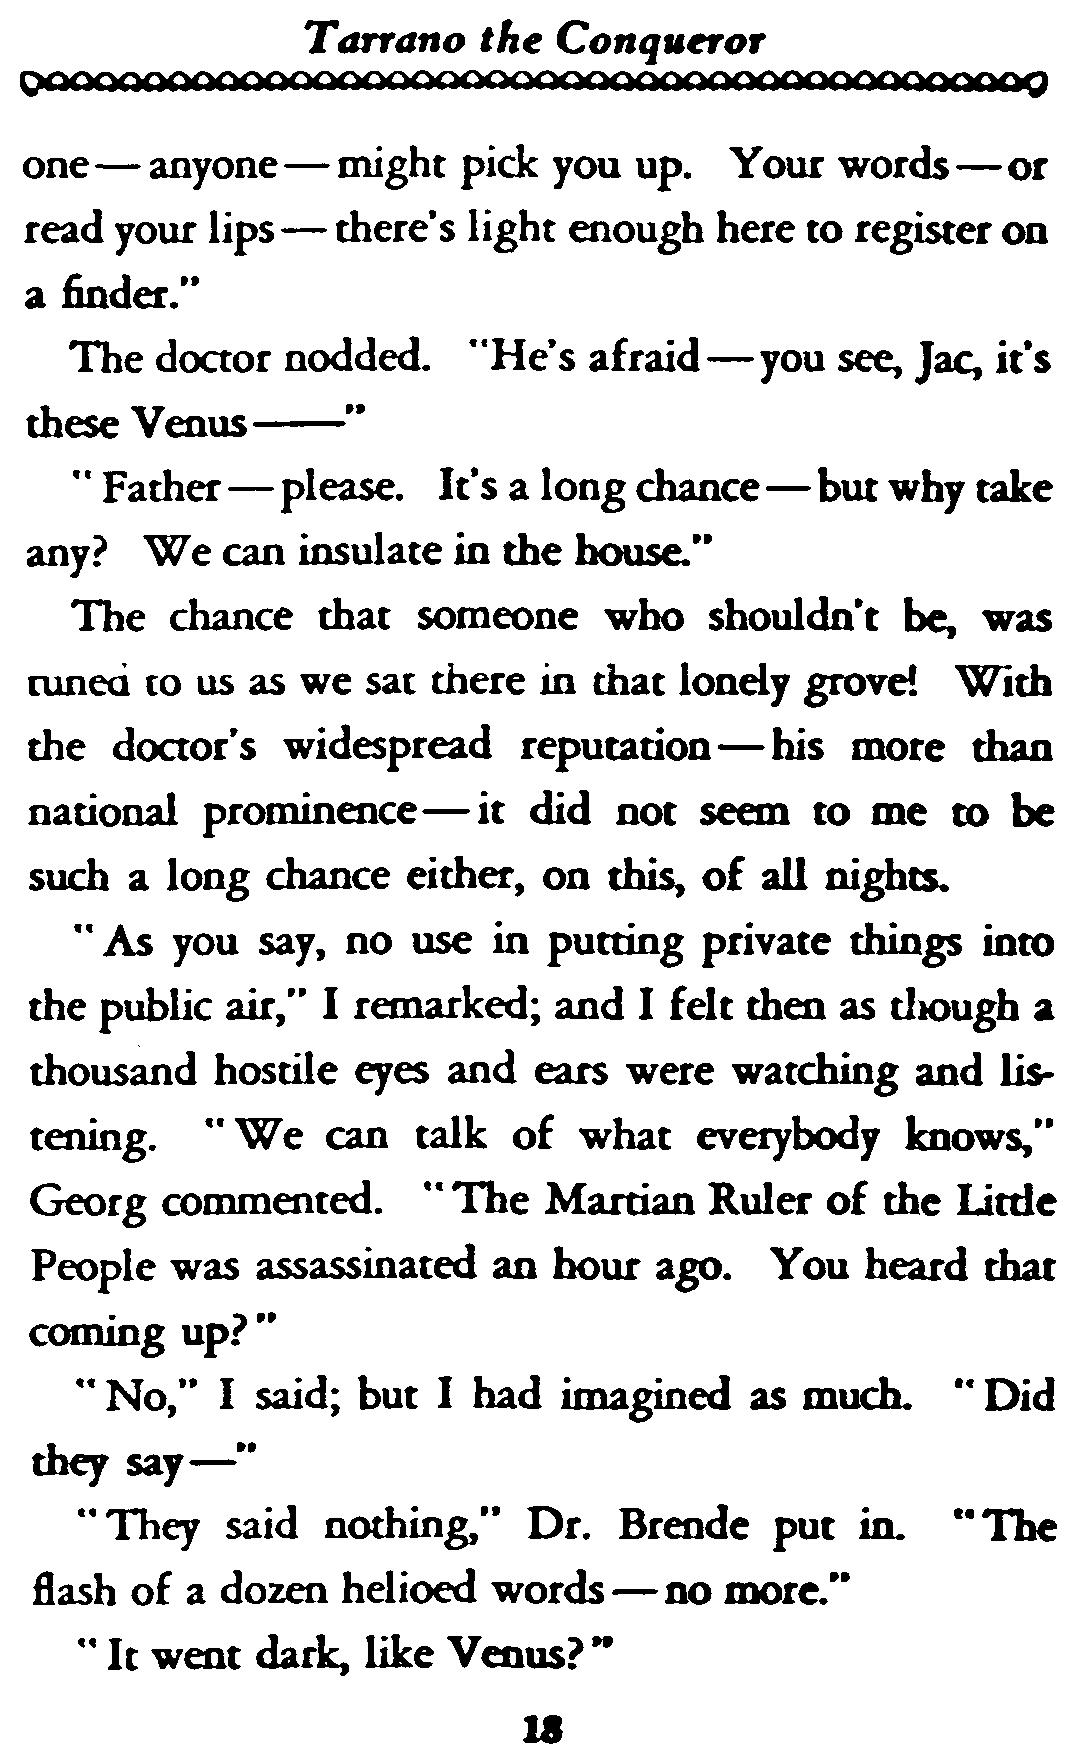 Tarrano the Conqueror
one—anyone—might pick you up. Your words—or
read your lips—there's light enough here to register on
a finder."
The doctor nodded. "He's afraid—you see, Jac, it's
these Venus——"
"Father—please. It's a long chance—but why take
any? We can insulate in the house."
The chance that someone who shouldn't be, was
tuned to us as we sat there in that lonely grove! With
the doctor's widespread reputation—his more than
national prominence—it did not seem to me to be
such a long chance either, on this, of all nights.
"As you say, no use in putting private things into
the public air," I remarked; and I felt then as though a
thousand hostile eyes and ears were watching and lis-
tening. "We can talk of what everybody knows,"
Georg commented. "The Martian Ruler of the Little
People was assassinated an hour ago. You heard that
coming up?"
"No," I said; but I had imagined as much. "Did
they say—"
"They said nothing," Dr. Brende put in. "The
flash of a dozen helioed words—no more."
"It went dark, like Venus?"
18